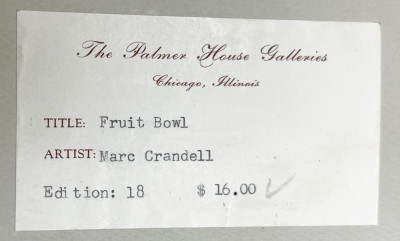 The Palmer House Galleries
Chicago, Illinois
TITLE: Fruit Bowl
ARTIST: Marc Crandell
Edition: 18 $ 16.00 ✓